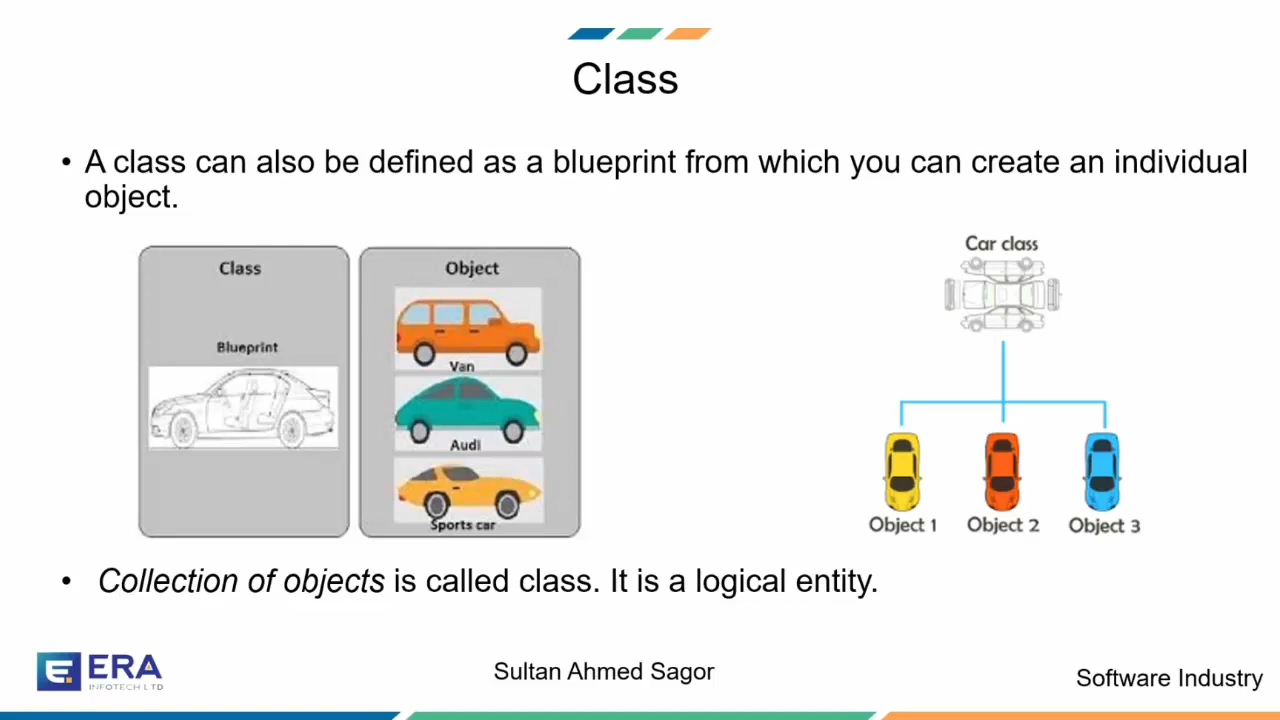 Class
• A class can also be defined as a blueprint from which you can create an individual
object.
Class
Blueprint
Object
Van
Audi
Sports car
Car class
Object 1
Object 2
Object 3
• Collection of objects is called class. It is a logical entity.
E.
ERA
INFOTECH LTD
Sultan Ahmed Sagor
Software Industry